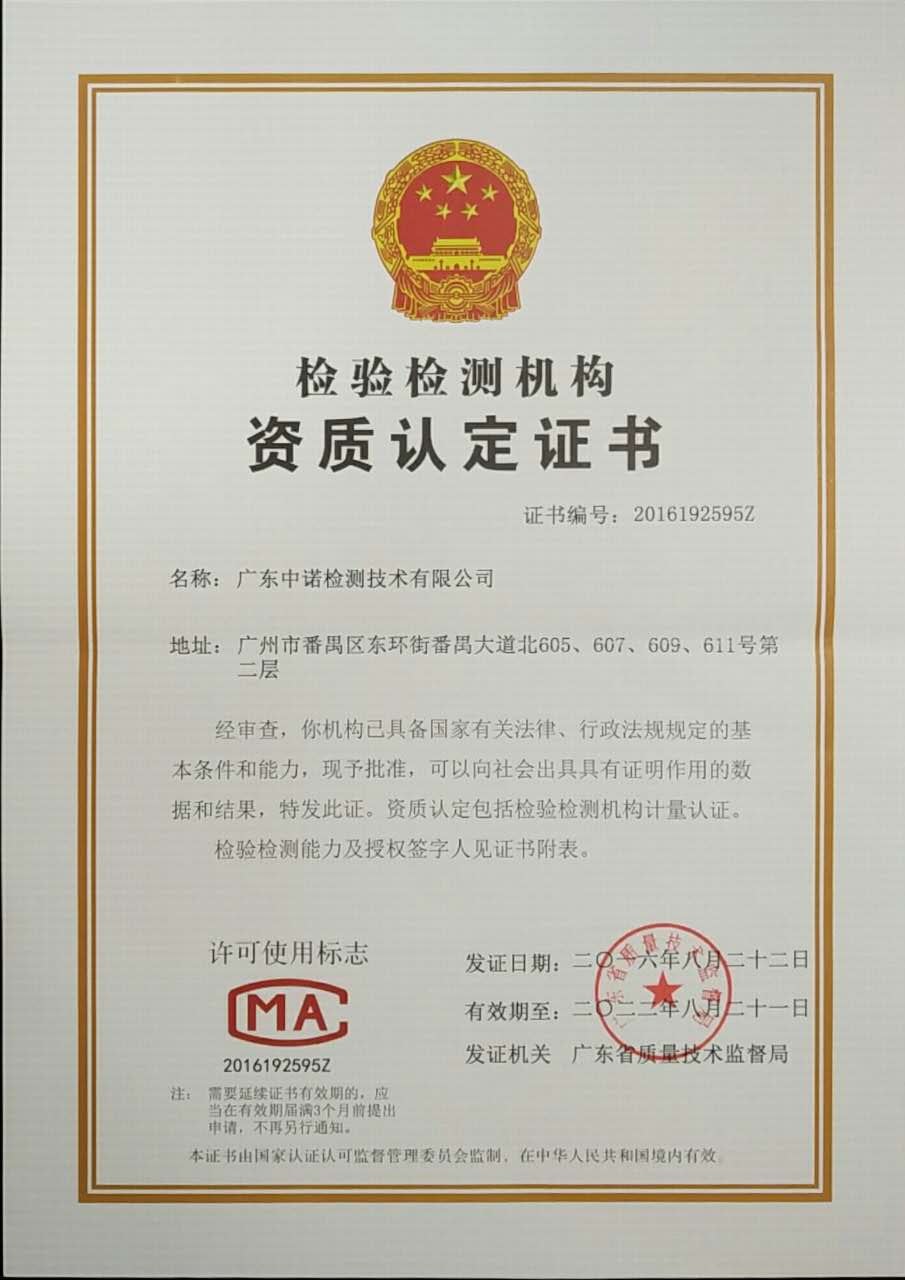 检验检测机构
资质认定证书
证书编号：2016192595Z
名称：广东中诺检测技术有限公司
地址：广州市番禺区东环街番禺大道北605、607、609、611号第
二层
经审查，你机构已具备国家有关法律、行政法规规定的基
本条件和能力，现予批准，可以向社会出具具有证明作用的数
据和结果，特发此证。资质认定包括检验检测机构计量认证。
检验检测能力及授权签字人见证书附表。
许可使用标志
CMA
2016192595Z
发证日期：二〇一六年八月二十二日
有效期至：二〇二二年八月二十一日
发证机关 广东省质量技术监督局
广东省质量技术监督局
注：需要延续证书有效期的，应
当在有效期届满3个月前提出
申请，不再另行通知。
本证书由国家认证认可监督管理委员会监制，在中华人民共和国境内有效。